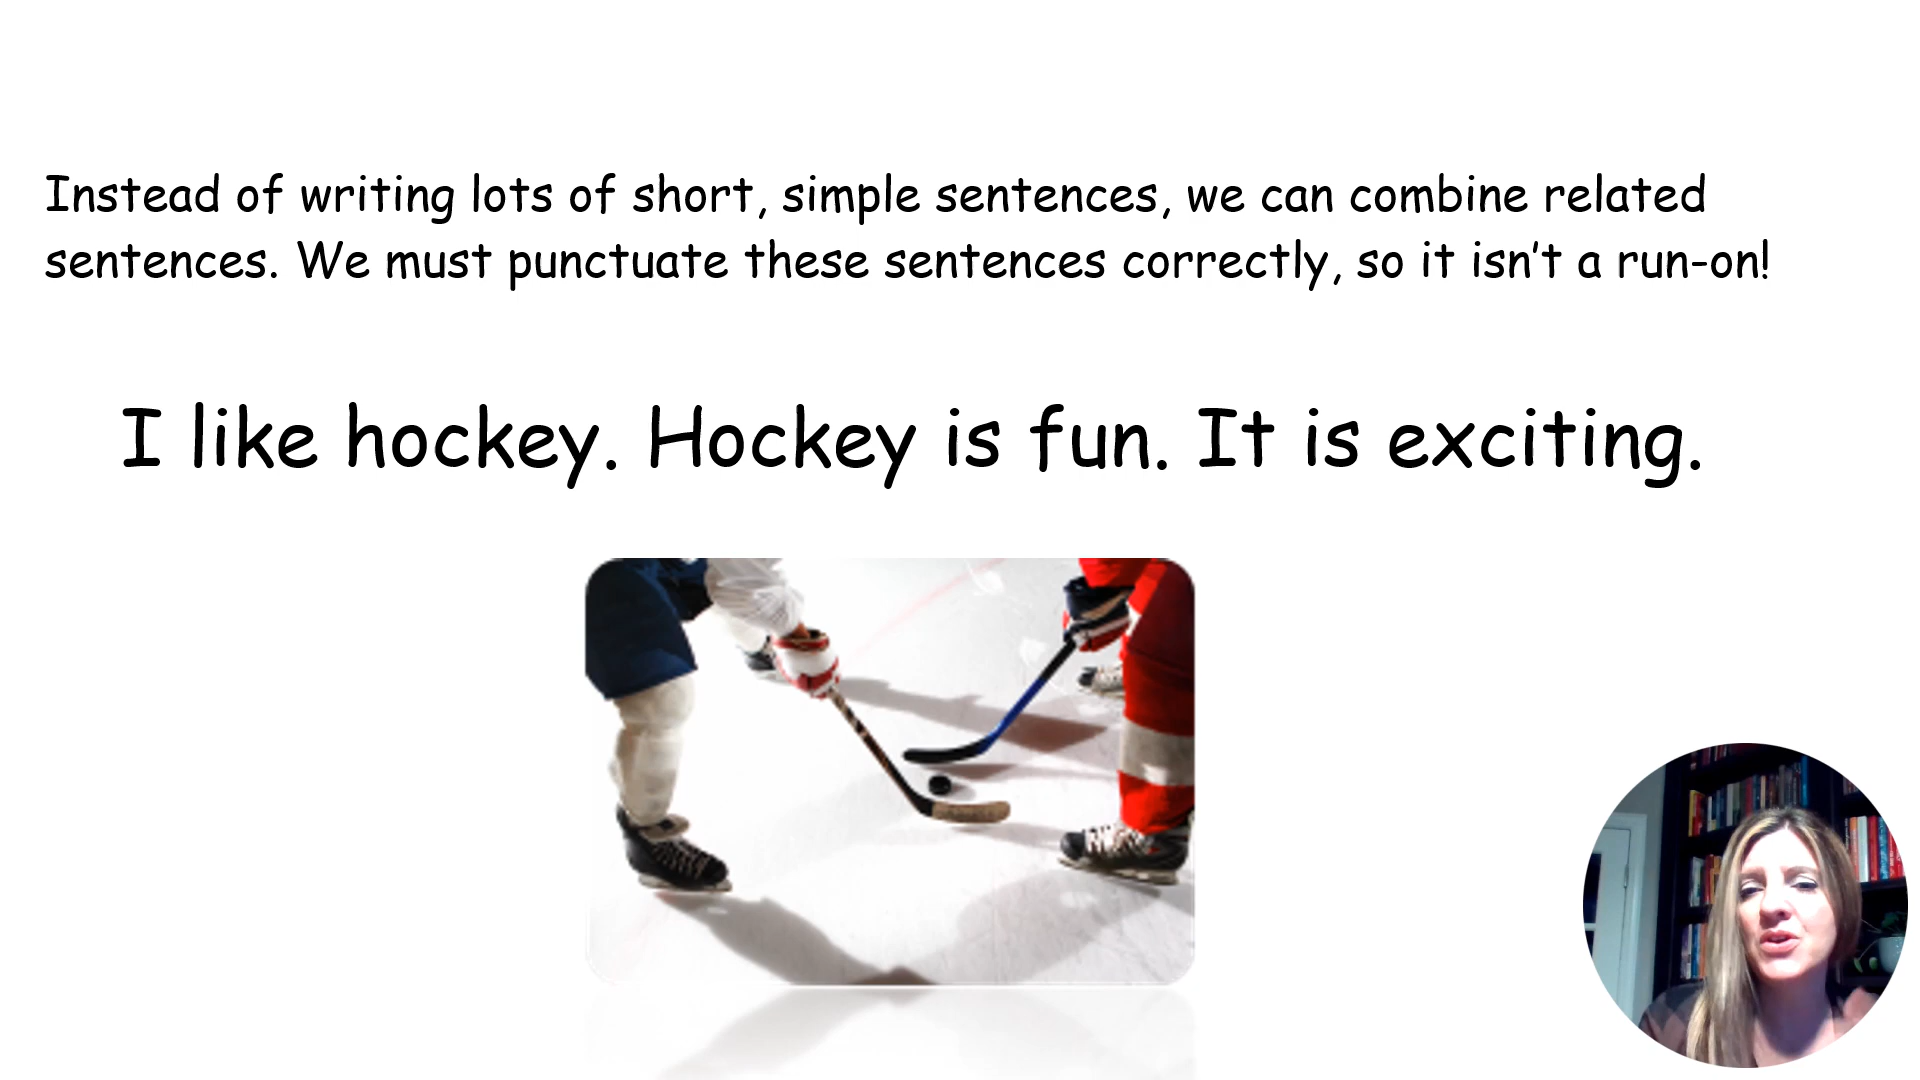 Instead of writing lots of short, simple sentences, we can combine related
sentences. We must punctuate these sentences correctly, so it isn’t a run-on!
I like hockey. Hockey is fun. It is exciting.